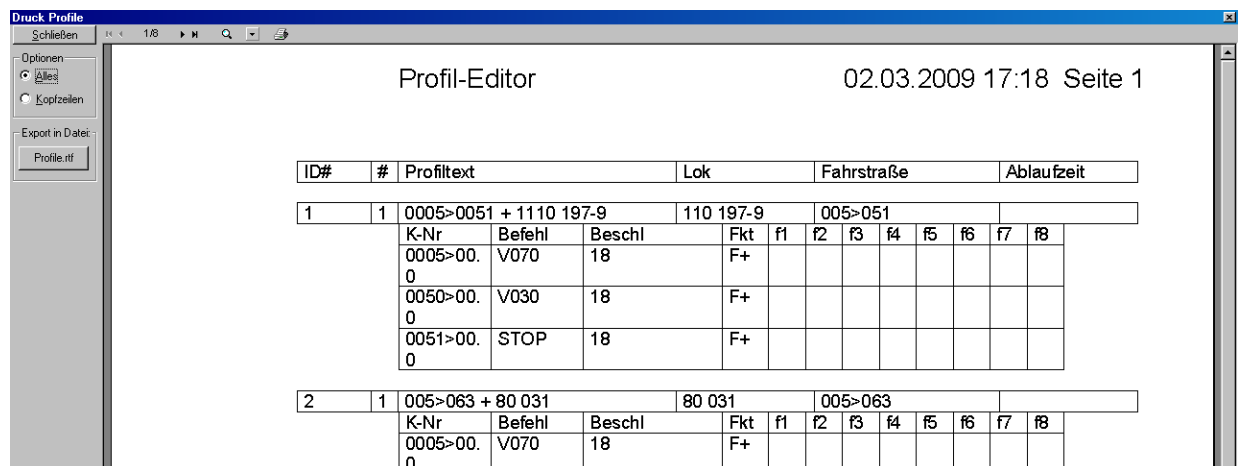 Druck Profile
Schließen 1/8
Optionen
Alles
Kopfzeilen
Export in Datei:
Profile.rtf
Profil-Editor 02.03.2009 17:18 Seite 1
ID# # Profiltext Lok Fahrstraße Ablaufzeit
1 1 0005>0051 + 1110 197-9 110 197-9 005>051
K-Nr Befehl Beschl Fkt f1 f2 f3 f4 f5 f6 f7 f8
0005>00. V070 18 F+
0
0050>00. V030 18 F+
0
0051>00. STOP 18 F+
0
2 1 005>063 + 80 031 80 031 005>063
K-Nr Befehl Beschl Fkt f1 f2 f3 f4 f5 f6 f7 f8
0005>00. V070 18 F+
0